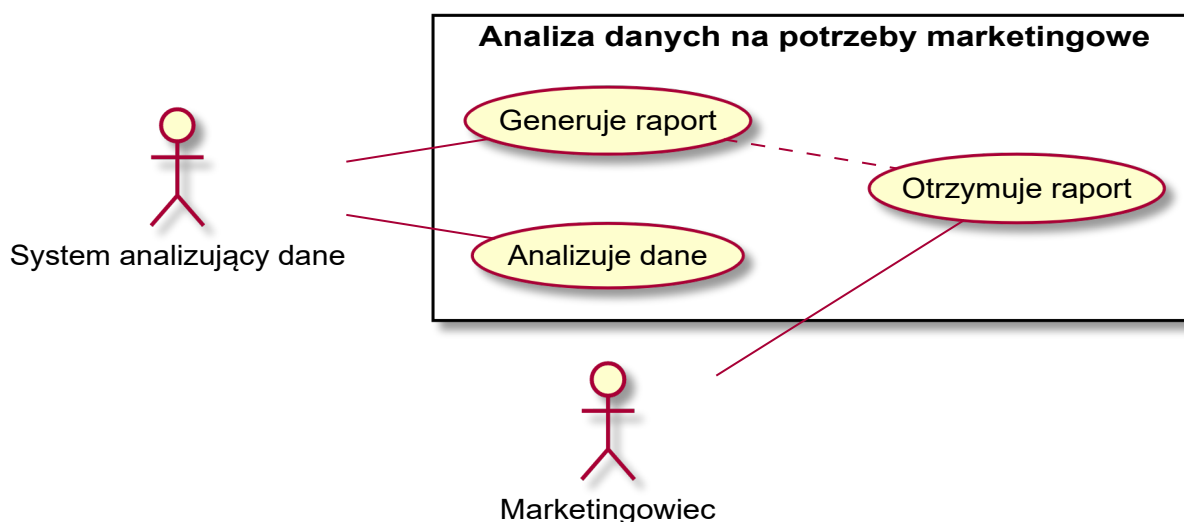 Analiza danych na potrzeby marketingowe
Generuje raport
Otrzymuje raport
System analizujący dane
Analizuje dane
Marketingowiec